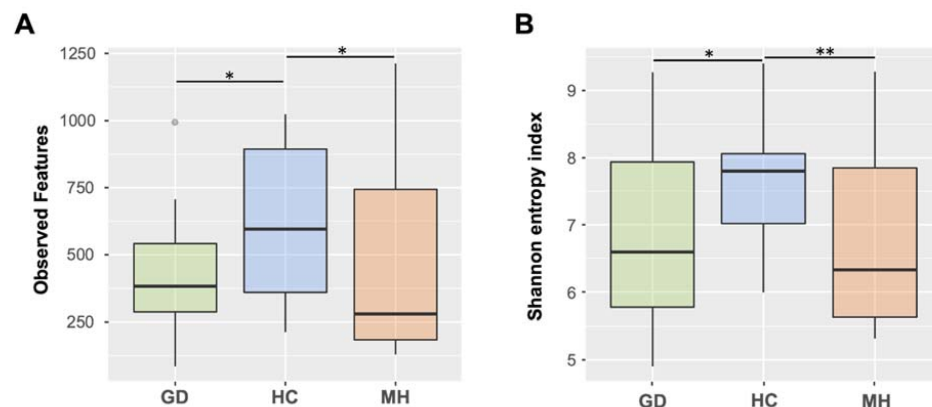 A
B
Observed Features
1250
1000
750
500
250
*
*
GD
HC
MH
Shannon entropy index
9
8
7
6
5
*
**
GD
HC
MH